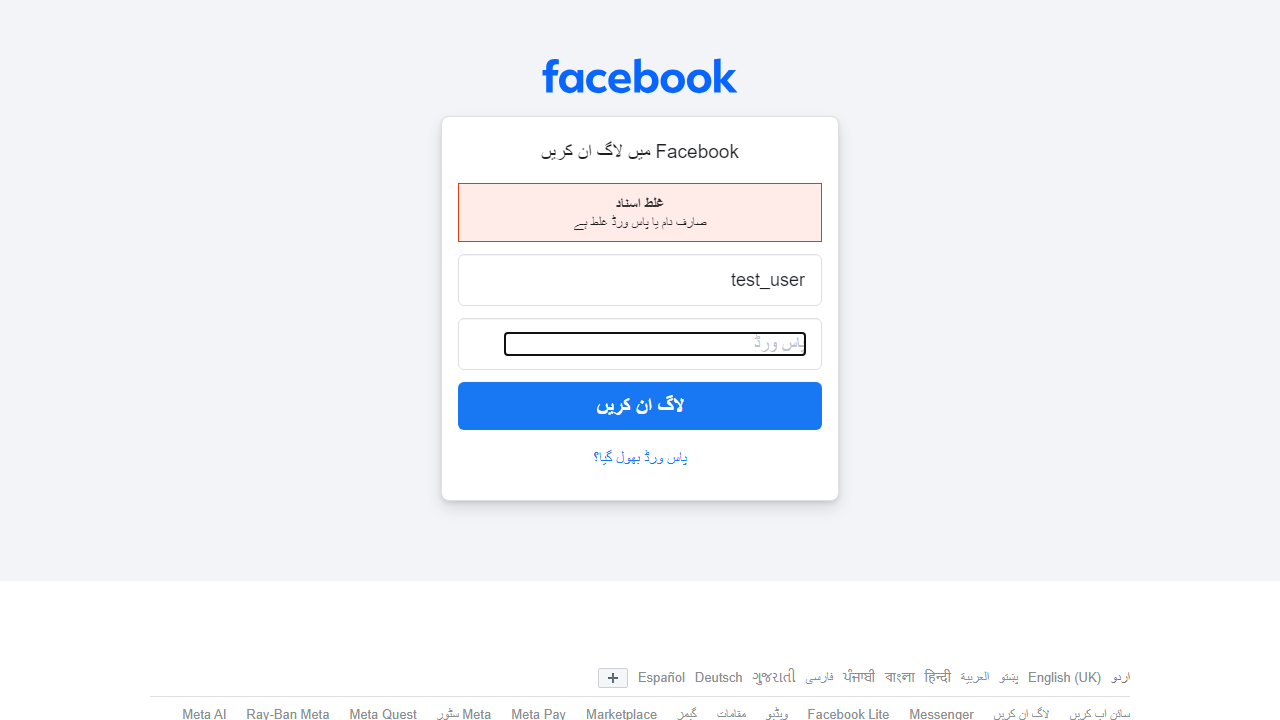 facebook
Facebook میں لاگ ان کریں
غلط اسناد
صارف نام یا پاس ورڈ غلط ہے
test_user
پاس ورڈ
لاگ ان کریں
پاس ورڈ بھول گیا؟
اردو English (UK) پښتو العربية हिन्दी বাংলা ਪੰਜਾਬੀ فارسی ગુજરાતી Deutsch Español
سائن اپ کریں لاگ ان کریں Messenger Facebook Lite ویڈیو مقامات گیمز Marketplace Meta Pay Meta سٹور Meta Quest Ray-Ban Meta Meta AI